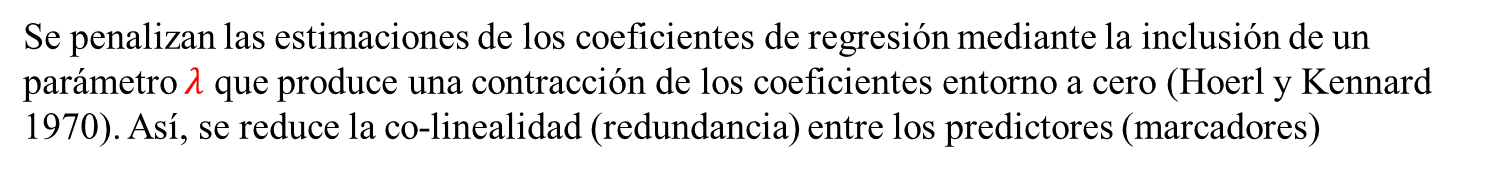 Se penalizan las estimaciones de los coeficientes de regresión mediante la inclusión de un
parámetro λ que produce una contracción de los coeficientes entorno a cero (Hoerl y Kennard
1970). Así, se reduce la co-linealidad (redundancia) entre los predictores (marcadores)